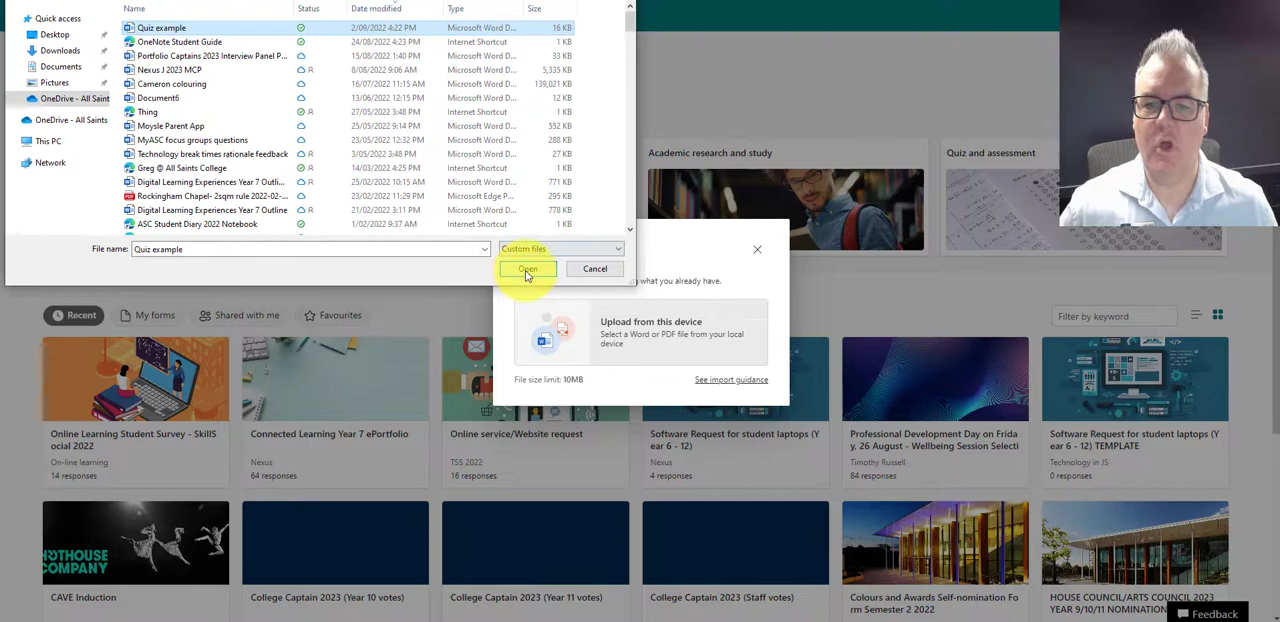 Name
Date modified
Status
Type
Size
Quick access
Desktop
Downloads
Documents
Pictures
OneDrive - All Saint
OneDrive - All Saints
This PC
Network
Quiz example 2/09/2022 4:22 PM Microsoft Word D... 16 KB
OneNote Student Guide 24/08/2022 4:23 PM Internet Shortcut 1 KB
Portfolio Captains 2023 Interview Panel P... 15/08/2022 1:40 PM Microsoft Word D... 33 KB
Nexus J 2023 MCP 8/08/2022 9:06 AM Microsoft Word D... 5,335 KB
Cameron colouring 16/07/2022 11:15 AM Microsoft Word D... 139,021 KB
Document6 13/06/2022 12:15 PM Microsoft Word D... 12 KB
Thing 27/05/2022 3:48 PM Internet Shortcut 1 KB
Moysle Parent App 25/05/2022 9:14 PM Microsoft Word D... 552 KB
MyASC focus groups questions 23/05/2022 12:32 PM Microsoft Word D... 288 KB
Technology break times rationale feedback 3/05/2022 3:48 PM Microsoft Word D... 27 KB
Greg @ All Saints College 14/03/2022 4:25 PM Internet Shortcut 1 KB
Digital Learning Experiences Year 7 Outli... 25/02/2022 10:15 AM Microsoft Word D... 771 KB
Rockingham Chapel- 2sqm rule 2022-02-... 23/02/2022 11:29 PM Microsoft Edge P... 295 KB
Digital Learning Experiences Year 7 Outline 21/02/2022 3:11 PM Microsoft Word D... 778 KB
ASC Student Diary 2022 Notebook 1/02/2022 9:37 AM Internet Shortcut 1 KB
File name: Quiz example Custom files
Open Cancel
Academic research and study
Quiz and assessment
what you already have.
Upload from this device
Select a Word or PDF file from your local
device
File size limit: 10MB See import guidance
Recent My forms Shared with me Favourites Filter by keyword
Online Learning Student Survey - SkillS
ocial 2022
On-line learning
14 responses
Connected Learning Year 7 ePortfolio
Nexus
64 responses
Online service/Website request
TSS 2022
16 responses
Software Request for student laptops (Y
ear 6 - 12)
Nexus
4 responses
Professional Development Day on Frida
y, 26 August - Wellbeing Session Selecti
Timothy Russell
84 responses
Software Request for student laptops (Y
ear 6 - 12) TEMPLATE
Technology in JS
0 responses
HOTHOUSE
COMPANY
CAVE Induction
College Captain 2023 (Year 10 votes)
College Captain 2023 (Year 11 votes)
College Captain 2023 (Staff votes)
Colours and Awards Self-nomination Fo
rm Semester 2 2022
HOUSE COUNCIL/ARTS COUNCIL 2023
YEAR 9/10/11 NOMINATION
Feedback